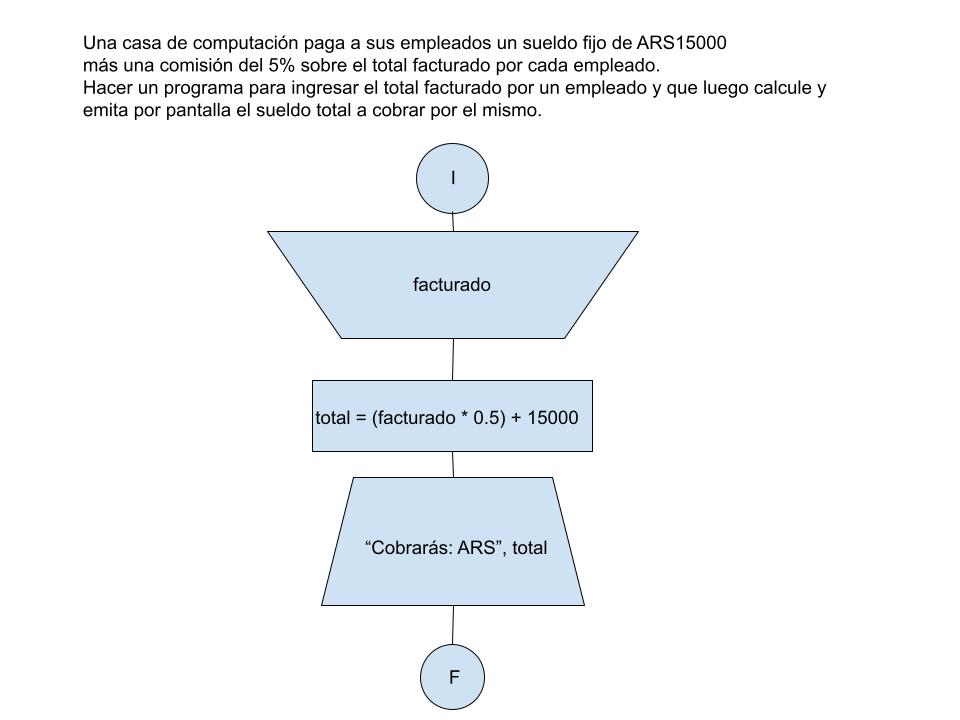 Una casa de computación paga a sus empleados un sueldo fijo de ARS15000
más una comisión del 5% sobre el total facturado por cada empleado.
Hacer un programa para ingresar el total facturado por un empleado y que luego calcule y
emita por pantalla el sueldo total a cobrar por el mismo.
I
facturado
total = (facturado * 0.5) + 15000
“Cobrarás: ARS”, total
F